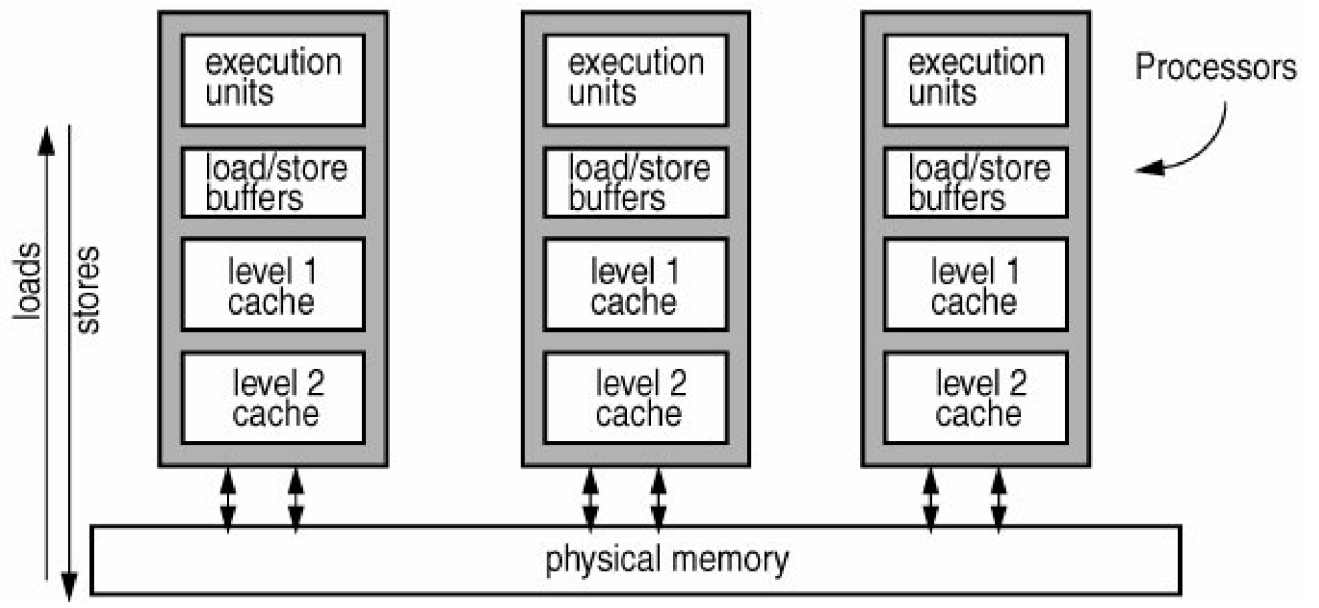 execution
units
load/store
buffers
level 1
cache
level 2
cache
execution
units
load/store
buffers
level 1
cache
level 2
cache
execution
units
load/store
buffers
level 1
cache
level 2
cache
Processors
loads
stores
physical memory